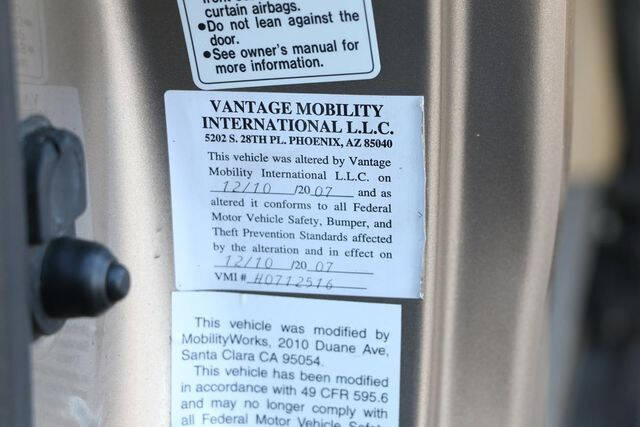 curtain airbags.
•Do not lean against the
door.
•See owner's manual for
more information.
VANTAGE MOBILITY
INTERNATIONAL L.L.C.
5202 S. 28TH PL. PHOENIX, AZ 85040
This vehicle was altered by Vantage
Mobility International L.L.C. on
12/10 /20 07 and as
altered it conforms to all Federal
Motor Vehicle Safety, Bumper, and
Theft Prevention Standards affected
by the alteration and in effect on
12/10 /20 07
VMI # H0712516
This vehicle was modified by
MobilityWorks, 2010 Duane Ave,
Santa Clara CA 95054.
This vehicle has been modified
in accordance with 49 CFR 595.6
and may no longer comply with
all Federal Motor Vehicle